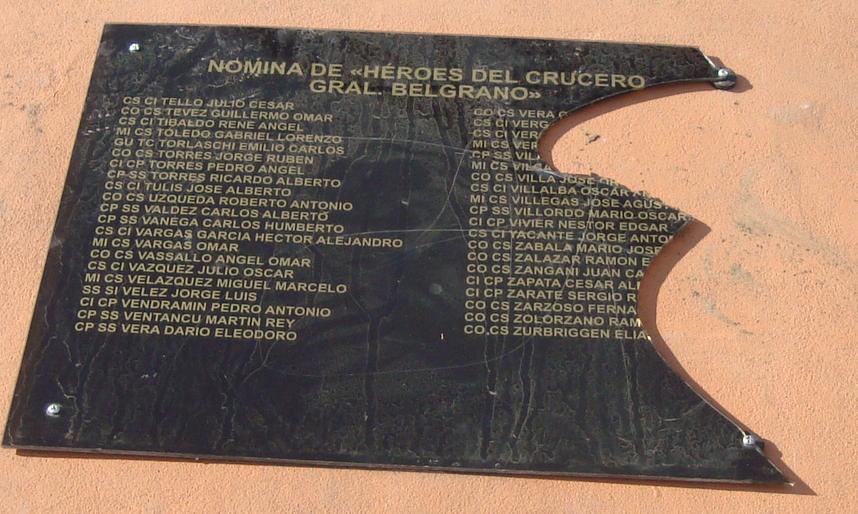 NOMINA DE «HÉROES DEL CRUCERO
GRAL. BELGRANO»
CS CI TELLO JULIO CESAR
CO CS TEVEZ GUILLERMO OMAR
CS CI TIBALDO RENE ANGEL
MI CS TOLEDO GABRIEL LORENZO
GU TC TORLASCHI EMILIO CARLOS
CO CS TORRES JORGE RUBEN
CI CP TORRES PEDRO ANGEL
CP SS TORRES RICARDO ALBERTO
CS CI TULIS JOSE ALBERTO
CO CS UZQUEDA ROBERTO ANTONIO
CP SS VALDEZ CARLOS ALBERTO
CP SS VANEGA CARLOS HUMBERTO
CS CI VARGAS GARCIA HECTOR ALEJANDRO
MI CS VARGAS OMAR
CO CS VASSALLO ANGEL OMAR
CS CI VAZQUEZ JULIO OSCAR
MI CS VELAZQUEZ MIGUEL MARCELO
SS SI VELEZ JORGE LUIS
CI CP VENDRAMIN PEDRO ANTONIO
CP SS VENTANCU MARTIN REY
CP SS VERA DARIO ELEODORO
CO CS VERA
CS CI
CS CI
MI CS
CP SS
MI CS
CO CS VILLA JOSE
CS CI VILLALBA OSCAR
MI CS VILLEGAS JOSE AGUS
CP SS VILLORDO MARIO OSCAR
CI CP VIVIER NESTOR EDGAR
CS CI YACANTE JORGE ANTO
CO CS ZABALA MARIO JOSE
CO CS ZALAZAR RAMON E
CO CS ZANGANI JUAN CA
CI CP ZAPATA CESAR AL
CI CP ZARATE SERGIO R
CO CS ZARZOSO FERNA
CO CS ZOLORZANO RAM
CO.CS ZURBRIGGEN ELIA